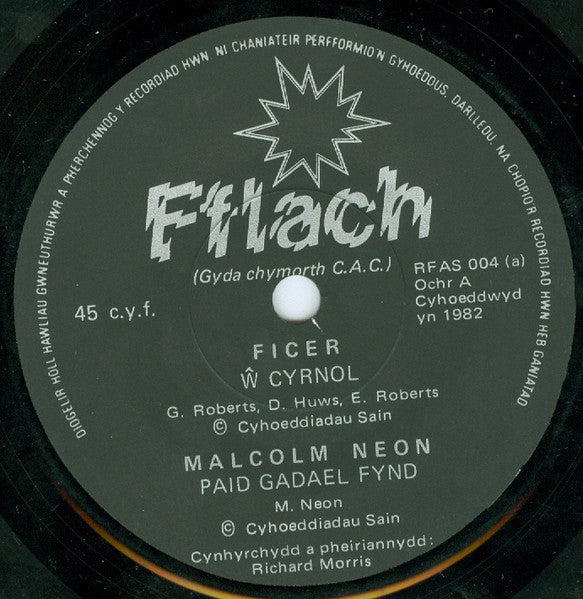 DIOGELIR HOLL HAWLIAU GWNEUTHURWR A PHERCHENNOG Y RECORDIAD HWN. NI CHANIATEIR PERFFORMIO'N GYHOEDDUS, DARLLEDU, NA CHOPIO'R RECORDIAD HWN HEB GANIATAD
Fflach
(Gyda chymorth C.A.C.)
45 c.y.f.
RFAS 004 (a)
Ochr A
Cyhoeddwyd
yn 1982
FICER
Ŵ CYRNOL
G. Roberts, D. Huws, E. Roberts
© Cyhoeddiadau Sain
MALCOLM NEON
PAID GADAEL FYND
M. Neon
© Cyhoeddiadau Sain
Cynhyrchydd a pheiriannydd:
Richard Morris